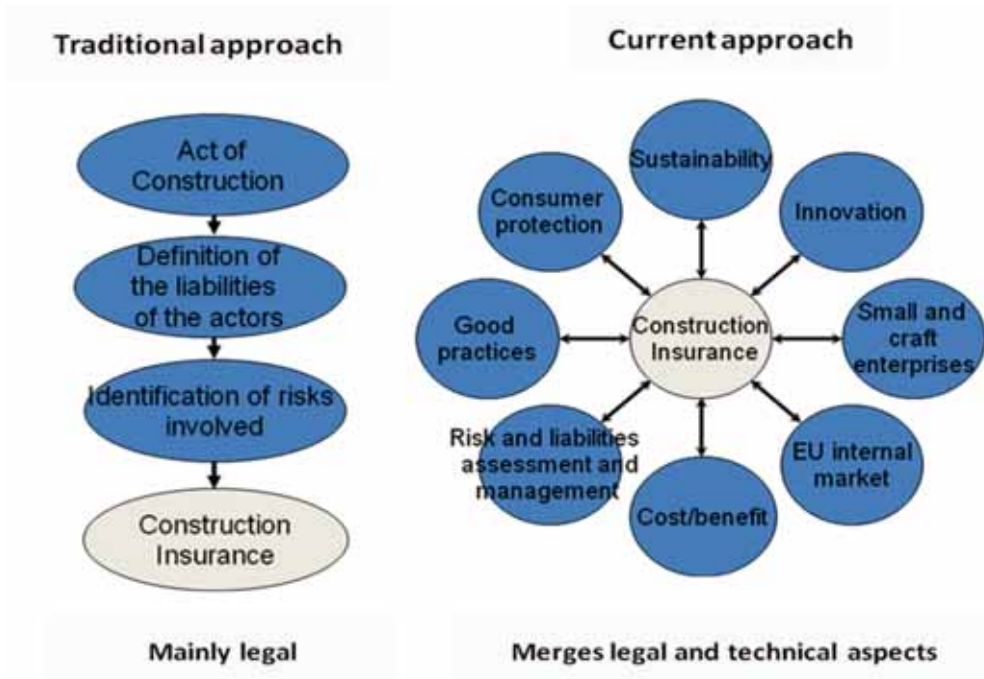 Traditional approach
Act of
Construction
Definition of
the liabilities
of the actors
Identification of risks
involved
Construction
Insurance
Mainly legal
Current approach
Sustainability
Innovation
Small and
craft
enterprises
EU internal
market
Cost/benefit
Risk and liabilities
assessment and
management
Good
practices
Consumer
protection
Construction
Insurance
Merges legal and technical aspects